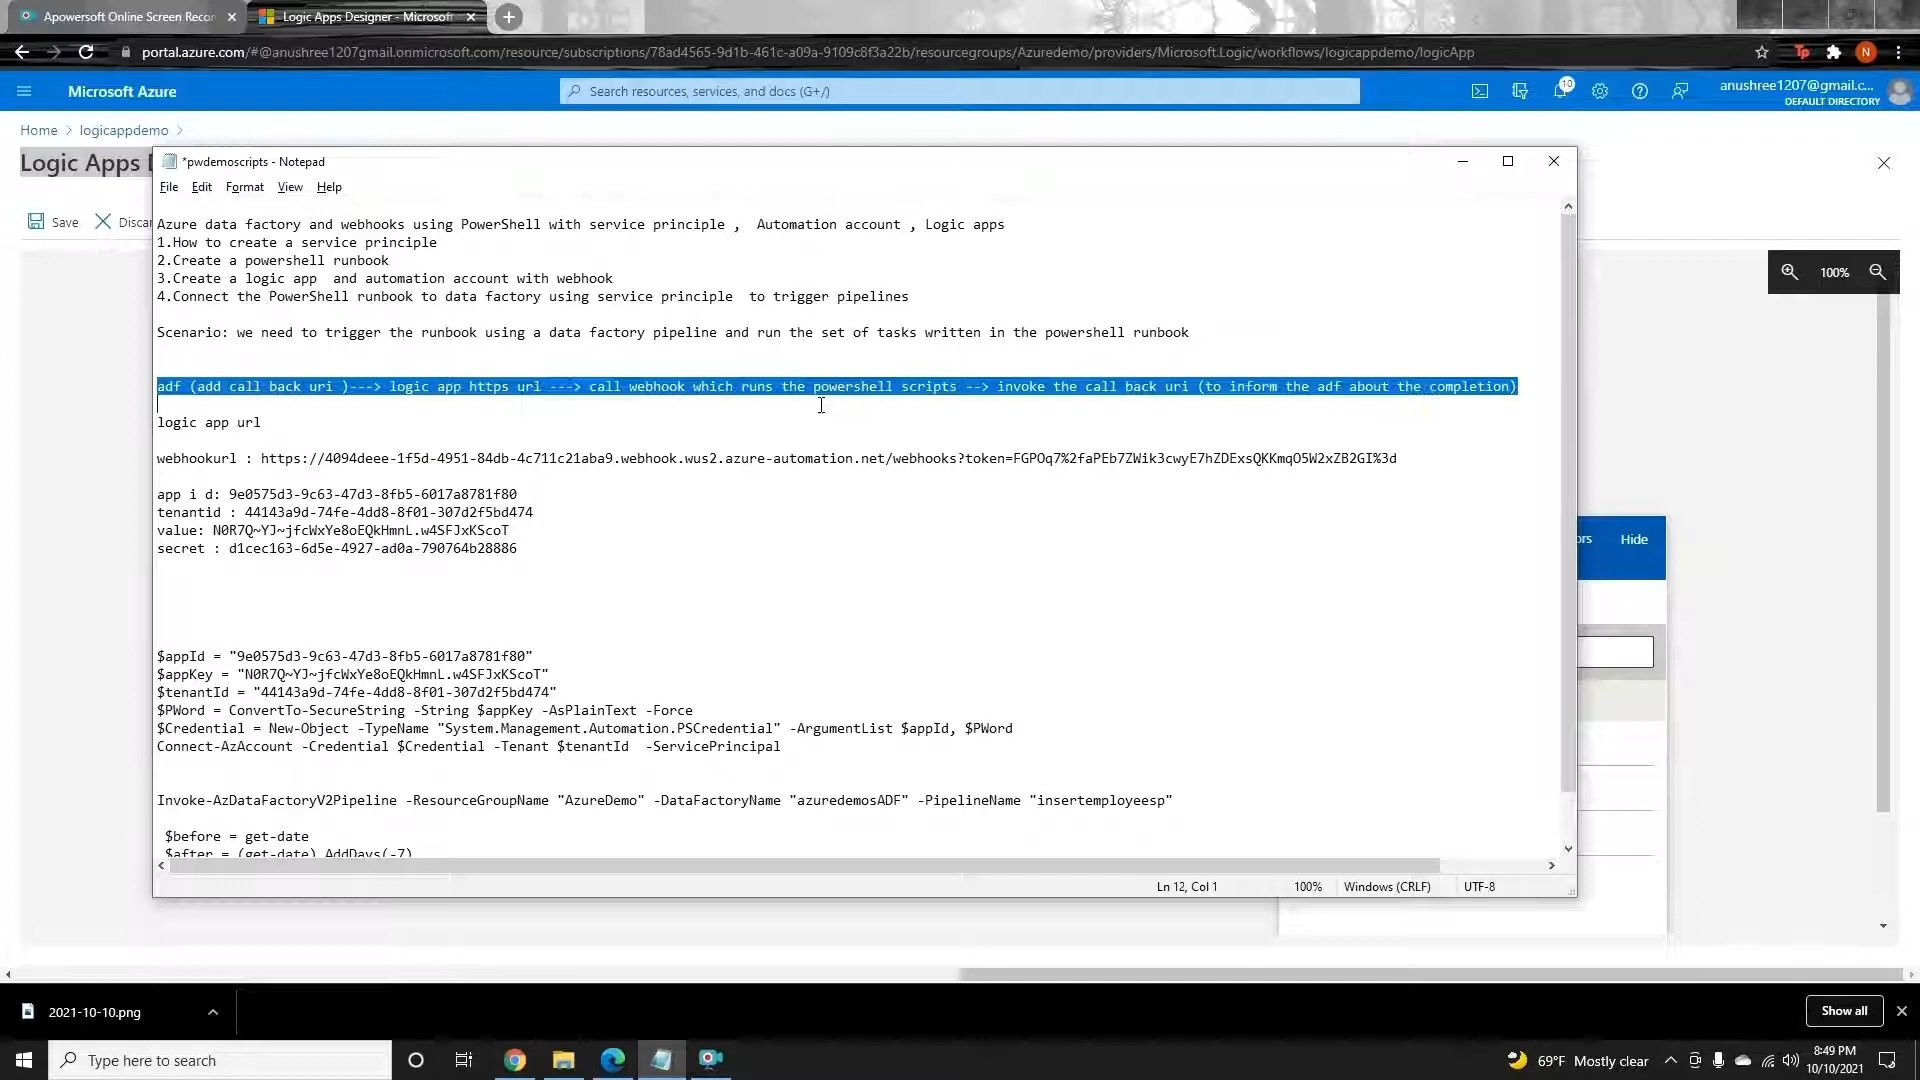 Apowersoft Online Screen Recor
Logic Apps Designer - Microsoft
portal.azure.com/#@anushree1207gmail.onmicrosoft.com/resource/subscriptions/78ad4565-9d1b-461c-a09a-9109c8f3a22b/resourcegroups/Azuredemo/providers/Microsoft.Logic/workflows/logicappdemo/logicApp
Tp
N
Microsoft Azure
Search resources, services, and docs (G+/)
10
anushree1207@gmail.c...
DEFAULT DIRECTORY
Home > logicappdemo >
Logic Apps
Save
Discar
*pwdemoscripts - Notepad
File Edit Format View Help
100%
Azure data factory and webhooks using PowerShell with service principle ,  Automation account , Logic apps
1.How to create a service principle
2.Create a powershell runbook
3.Create a logic app  and automation account with webhook
4.Connect the PowerShell runbook to data factory using service principle  to trigger pipelines
Scenario: we need to trigger the runbook using a data factory pipeline and run the set of tasks written in the powershell runbook
adf (add call back uri )---> logic app https url ---> call webhook which runs the powershell scripts --> invoke the call back uri (to inform the adf about the completion)
logic app url
webhookurl : https://4094deee-1f5d-4951-84db-4c711c21aba9.webhook.wus2.azure-automation.net/webhooks?token=FGPOq7%2faPEb7ZWik3cwyE7hZDExsQKKmqO5W2xZB2GI%3d
app i d: 9e0575d3-9c63-47d3-8fb5-6017a8781f80
tenantid : 44143a9d-74fe-4dd8-8f01-307d2f5bd474
value: N0R7Q~YJ~jfcWxYe8oEQkHmnL.w4SFJxKScoT
secret : d1cec163-6d5e-4927-ad0a-790764b28886
ors
Hide
$appId = "9e0575d3-9c63-47d3-8fb5-6017a8781f80"
$appKey = "N0R7Q~YJ~jfcWxYe8oEQkHmnL.w4SFJxKScoT"
$tenantId = "44143a9d-74fe-4dd8-8f01-307d2f5bd474"
$PWord = ConvertTo-SecureString -String $appKey -AsPlainText -Force
$Credential = New-Object -TypeName "System.Management.Automation.PSCredential" -ArgumentList $appId, $PWord
Connect-AzAccount -Credential $Credential -Tenant $tenantId  -ServicePrincipal
Invoke-AzDataFactoryV2Pipeline -ResourceGroupName "AzureDemo" -DataFactoryName "azuredemosADF" -PipelineName "insertemployeesp"
$before = get-date
$after = (get-date).AddDays(-7)
Ln 12, Col 1
100%
Windows (CRLF)
UTF-8
2021-10-10.png
Show all
Type here to search
69°F Mostly clear
8:49 PM
10/10/2021